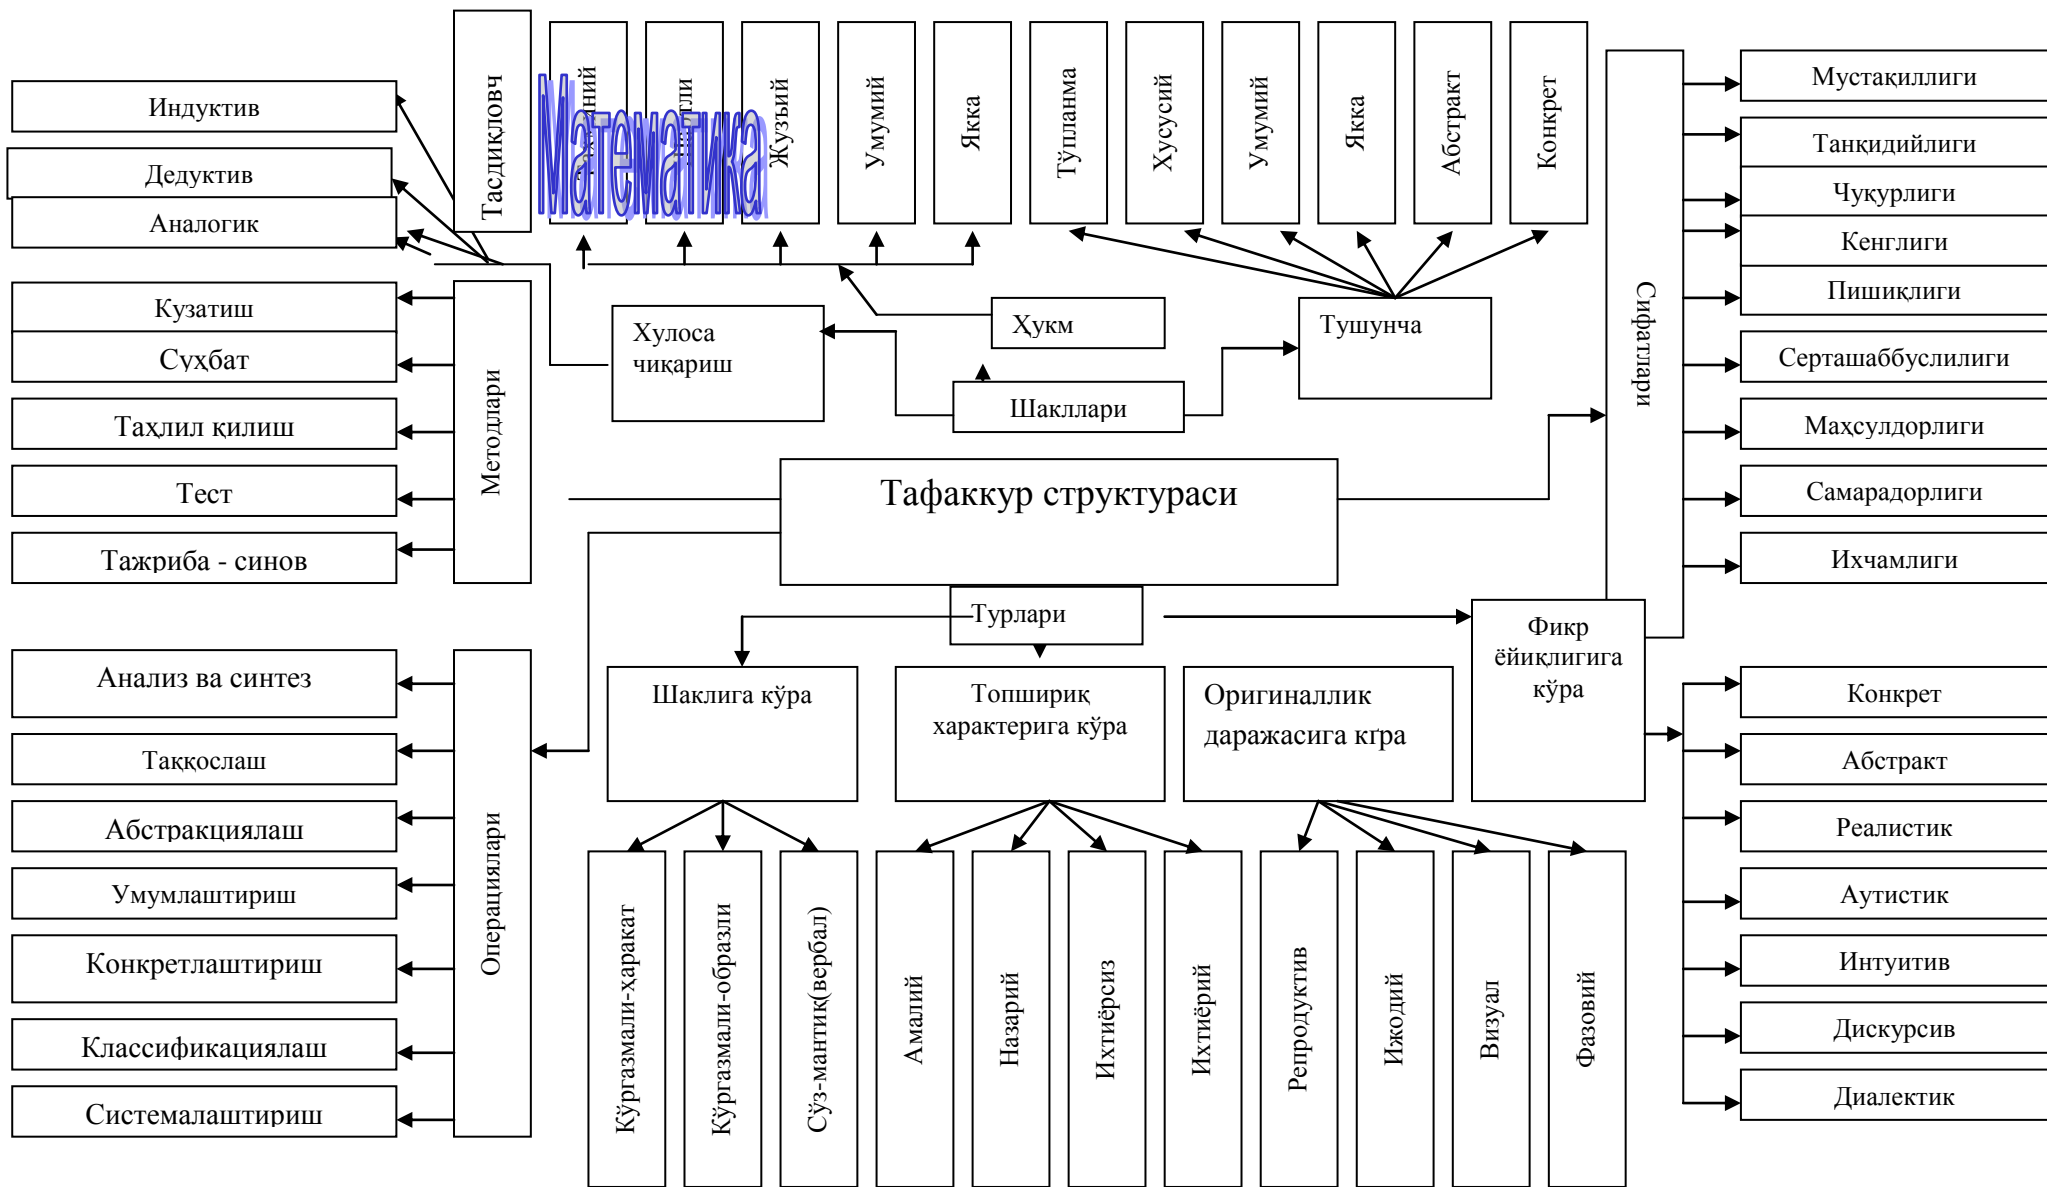 Тасдиқловч
Жузъий
Умумий
Якка
Тўпланма
Хусусий
Умумий
Якка
Абстракт
Конкрет
Математика
Индуктив
Дедуктив
Аналогик
Кузатиш
Суҳбат
Таҳлил қилиш
Тест
Тажриба - синов
Методлари
Хулоса
чиқариш
Ҳукм
Тушунча
Шакллари
Тафаккур структураси
Сифатлари
Мустақиллиги
Танқидийлиги
Чуқурлиги
Кенглиги
Пишиқлиги
Серташаббуслилиги
Маҳсулдорлиги
Самарадорлиги
Ихчамлиги
Турлари
Анализ ва синтез
Таққослаш
Абстракциялаш
Умумлаштириш
Конкретлаштириш
Классификациялаш
Системалаштириш
Операциялари
Шаклига кўра
Топшириқ
характерига кўра
Оригиналлик
даражасига кґра
Фикр
ёйиқлигига
кўра
Кўргазмали-ҳаракат
Кўргазмали-образли
Сўз-мантиқ(вербал)
Амалий
Назарий
Ихтиёрсиз
Ихтиёрий
Репродуктив
Ижодий
Визуал
Фазовий
Конкрет
Абстракт
Реалистик
Аутистик
Интуитив
Дискурсив
Диалектик